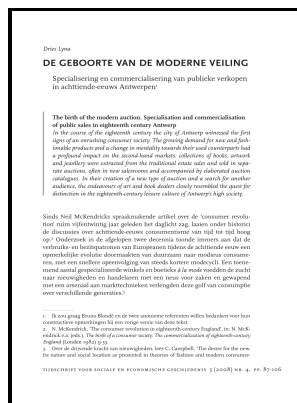 Dries Lyna
DE GEBOORTE VAN DE MODERNE VEILING
Specialisering en commercialisering van publieke verkopen
in achttiende-eeuws Antwerpen¹
The birth of the modern auction. Specialisation and commercialisation
of public sales in eighteenth century Antwerp
In the course of the eighteenth century the city of Antwerp witnessed the first
signs of an unrushing consumer society. The growing demand for new and fash-
ionable products and a change in mentality towards their used counterparts had
a profound impact on the second-hand markets: collections of books, artwork
and jewellery were extracted from the traditional estate sales and sold in sepa-
rate auctions, often in new salesrooms and accompanied by elaborated auction
catalogues. In their creation of a new type of auction and a search for another
audience, the endeavours of art and book dealers closely resembled the quest for
distinction in the eighteenth-century leisure culture of Antwerp's high society.
Sinds Neil McKendricks spraakmakende artikel over de 'consumer revolu-
tion' ruim vijfentwintig jaar geleden het daglicht zag, laaien onder historici
de discussies over achttiende-eeuws consumentisme van tijd tot tijd hoog
op.² Onderzoek in de afgelopen twee decennia toonde immers aan dat de
verbruiks- en bezitspatronen van Europeanen tijdens de achttiende eeuw een
opmerkelijke evolutie doormaakten van duurzaam naar modieus consume-
ren, met een snellere opeenvolging van steeds kortere modecycli. Een toene-
mend aantal gespecialiseerde winkels en boetieks à la mode voedden de zucht
naar nieuwigheden en handelaren met een neus voor zaken en gewapend
met een arsenaal aan marktechnieken verlengden deze golf van consumptie
over verschillende generaties.³
1. Ik zou graag Bruno Blondé en de twee anonieme referenten willen bedanken voor hun
constructieve opmerkingen bij een vorige versie van deze tekst.
2. N. McKendrick, 'The consumer revolution in eighteenth-century England', in: N. McK-
endrick e.a. (eds.), The birth of a consumer society. The commercialization of eighteenth-century
England (Londen 1982) 9-33.
3. Over de drijvende kracht van nieuwigheden, lees C. Campbell, 'The desire for the new.
Its nature and social location as presented in theories of fashion and modern consumer-
TIJDSCHRIFT VOOR SOCIALE EN ECONOMISCHE GESCHIEDENIS 5 [2008] NR. 4, PP. 87-106